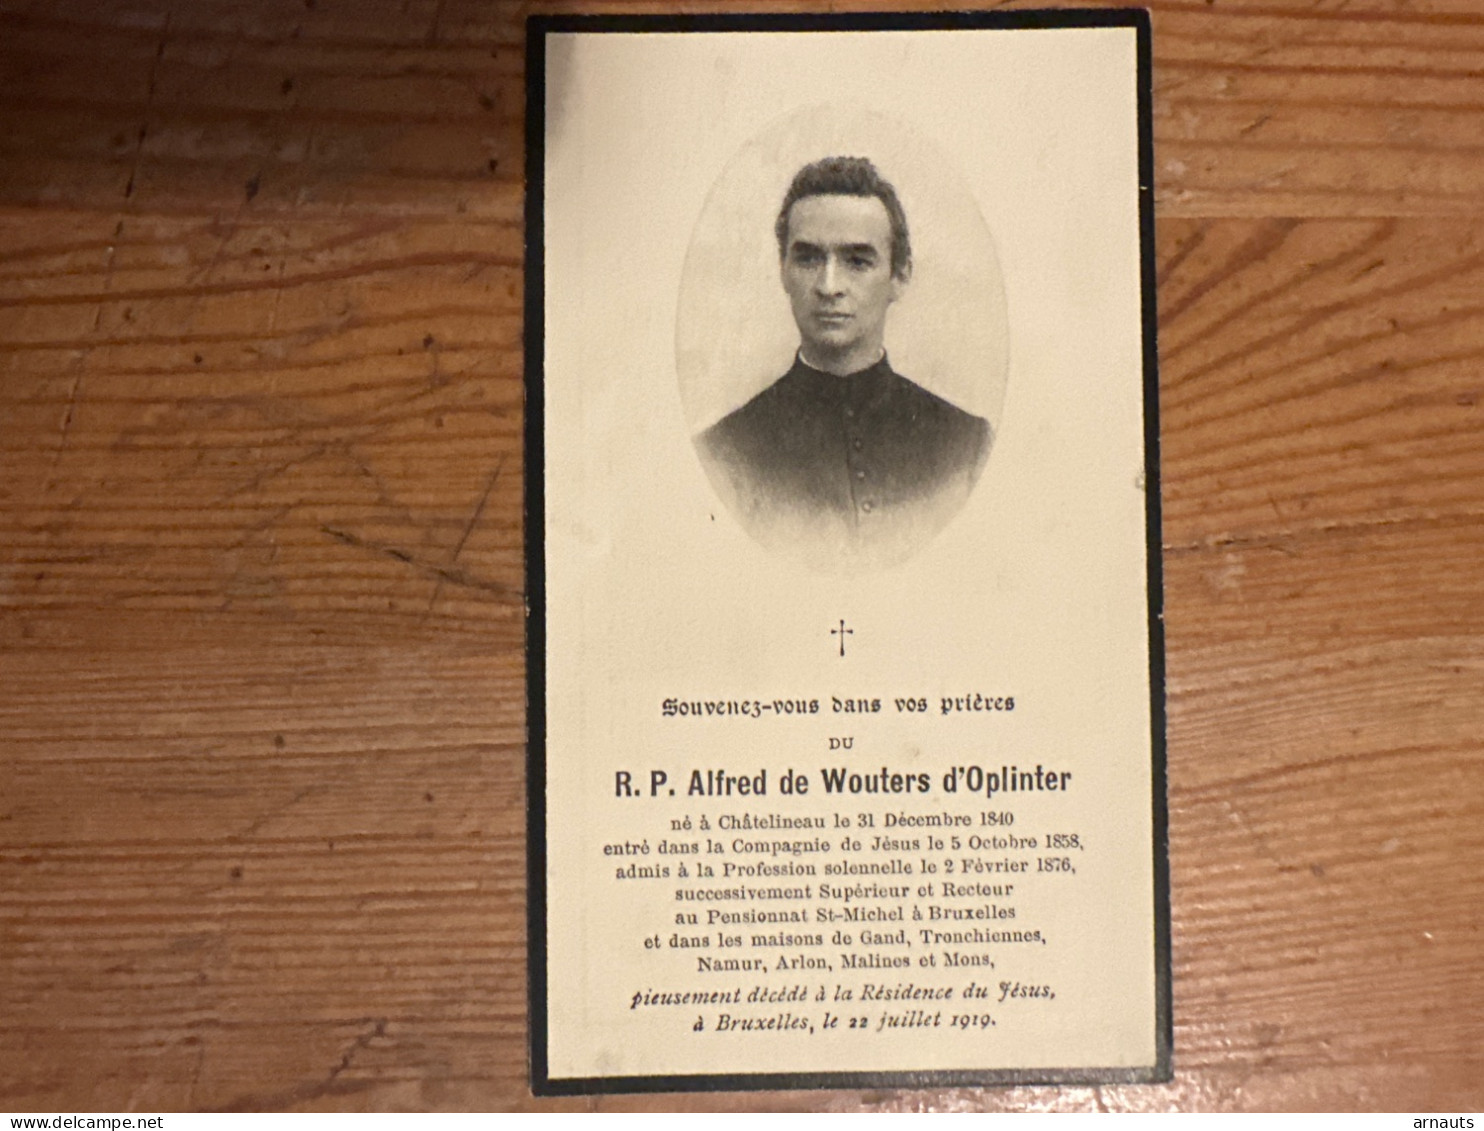 Souvenez-vous dans vos prières
DU
R. P. Alfred de Wouters d'Oplinter
né à Châtelineau le 31 Décembre 1840
entré dans la Compagnie de Jésus le 5 Octobre 1858,
admis à la Profession solennelle le 2 Février 1876,
successivement Supérieur et Recteur
au Pensionnat St-Michel à Bruxelles
et dans les maisons de Gand, Tronchiennes,
Namur, Arlon, Malines et Mons,
pieusement décédé à la Résidence du Jésus,
à Bruxelles, le 22 juillet 1919.
www.delcampe.net
arnauts